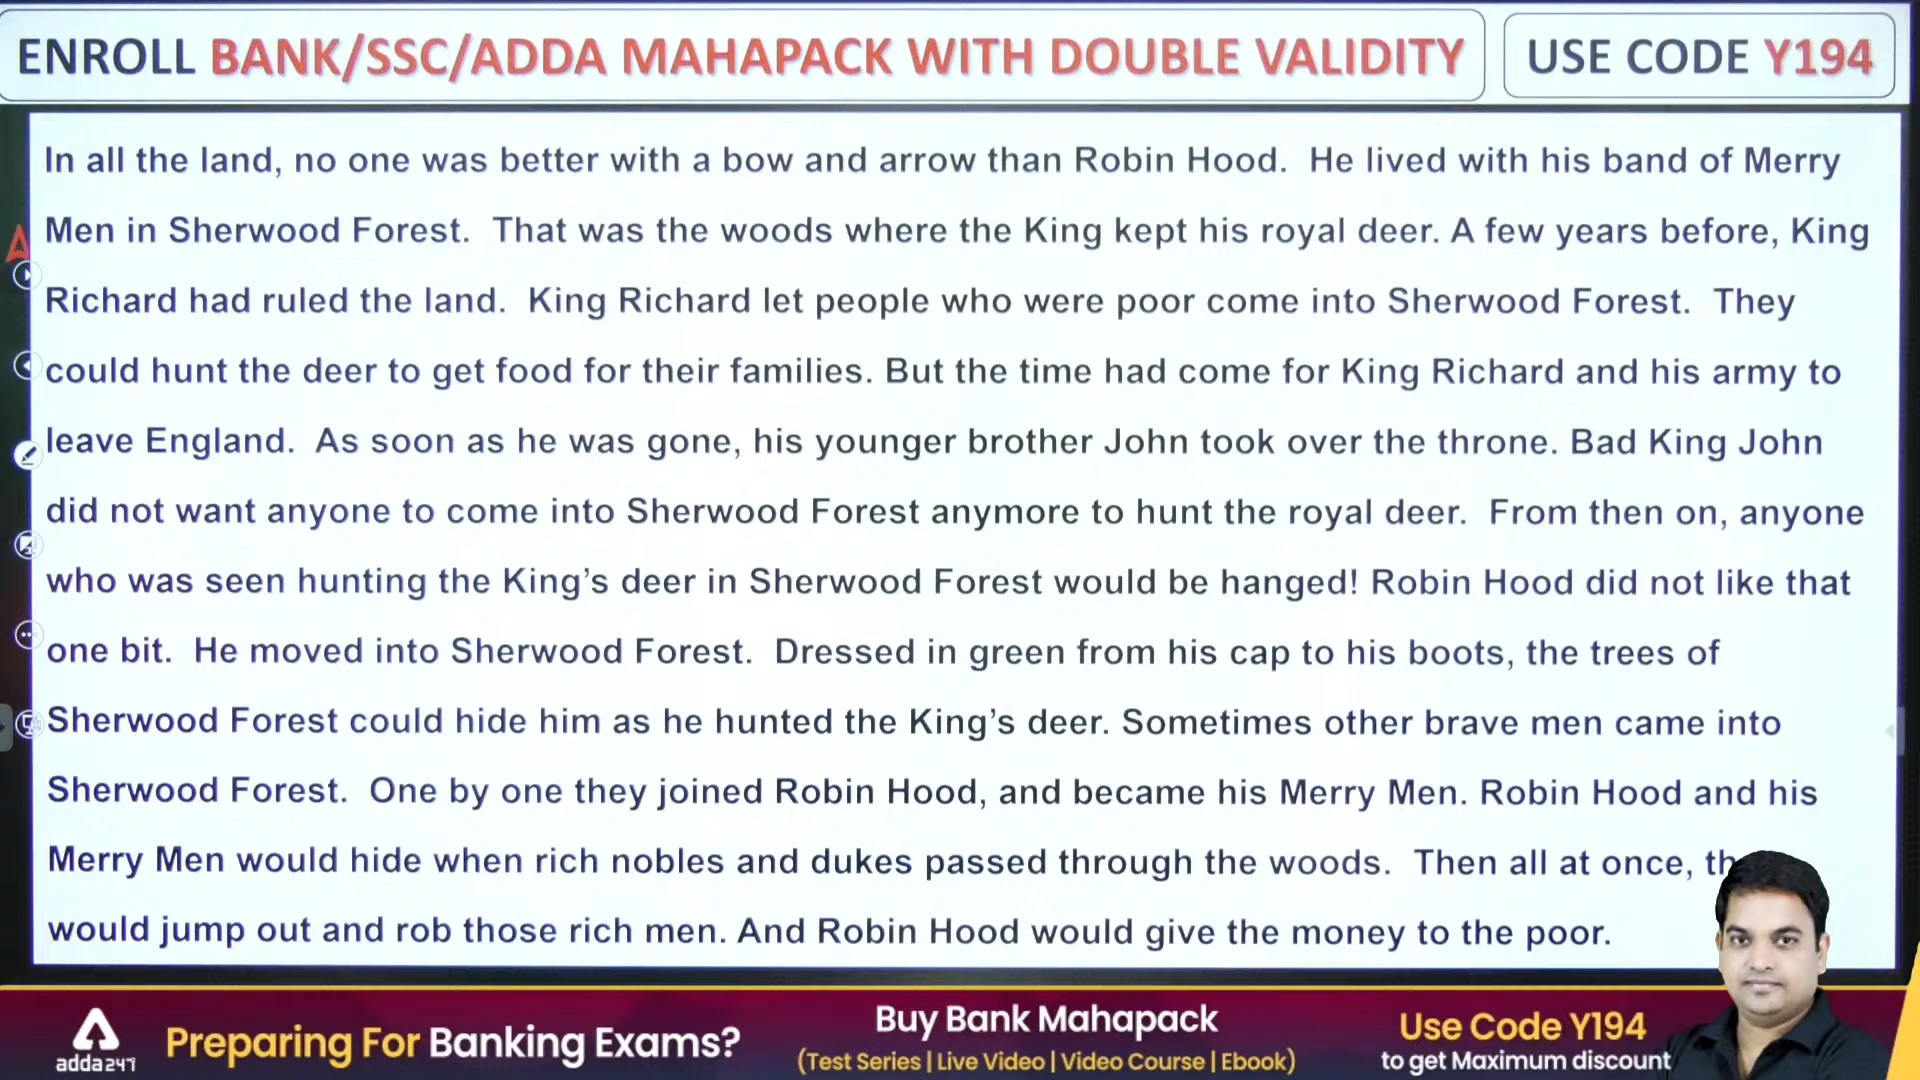 ENROLL BANK/SSC/ADDA MAHAPACK WITH DOUBLE VALIDITY
USE CODE Y194
In all the land, no one was better with a bow and arrow than Robin Hood.  He lived with his band of Merry
Men in Sherwood Forest.  That was the woods where the King kept his royal deer. A few years before, King
Richard had ruled the land.  King Richard let people who were poor come into Sherwood Forest.  They
could hunt the deer to get food for their families. But the time had come for King Richard and his army to
leave England.  As soon as he was gone, his younger brother John took over the throne. Bad King John
did not want anyone to come into Sherwood Forest anymore to hunt the royal deer.  From then on, anyone
who was seen hunting the King’s deer in Sherwood Forest would be hanged! Robin Hood did not like that
one bit.  He moved into Sherwood Forest.  Dressed in green from his cap to his boots, the trees of
Sherwood Forest could hide him as he hunted the King’s deer. Sometimes other brave men came into
Sherwood Forest.  One by one they joined Robin Hood, and became his Merry Men. Robin Hood and his
Merry Men would hide when rich nobles and dukes passed through the woods.  Then all at once,
would jump out and rob those rich men. And Robin Hood would give the money to the poor.
adda247
Preparing For Banking Exams?
Buy Bank Mahapack
(Test Series | Live Video | Video Course | Ebook)
Use Code Y194
to get Maximum discount